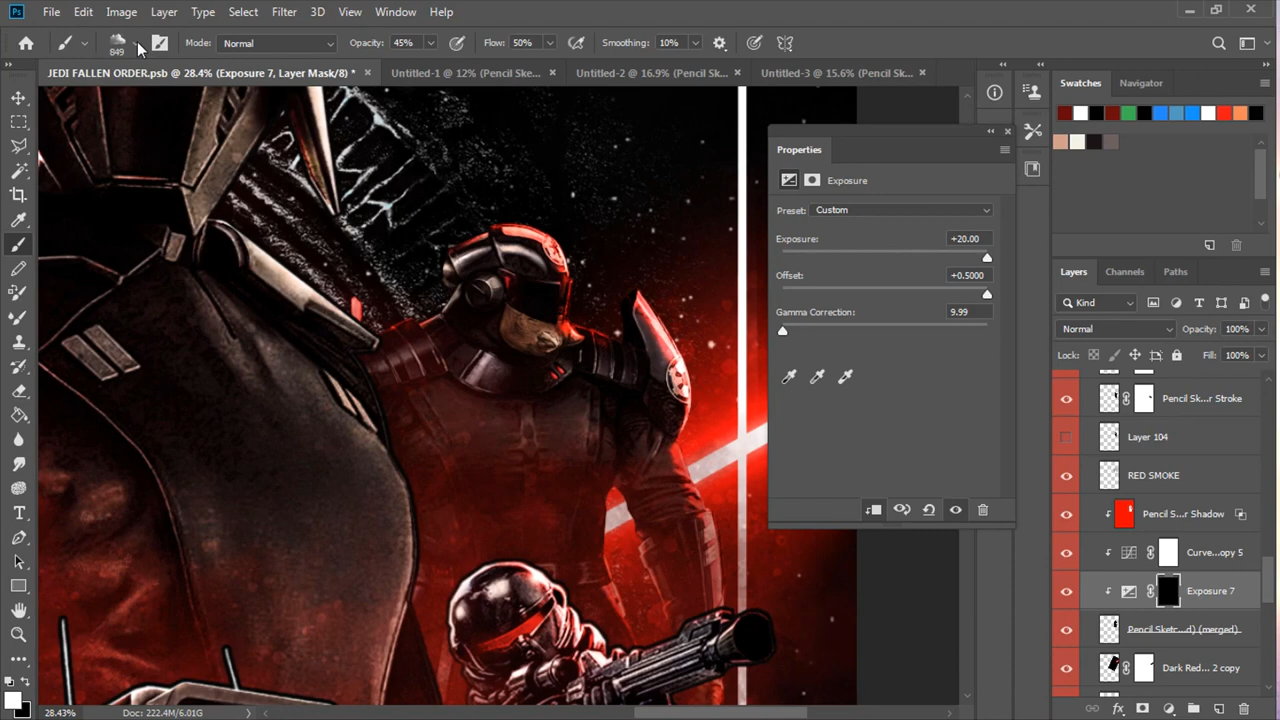 Ps File Edit Image Layer Type Select Filter 3D View Window Help
849 Mode: Normal Opacity: 45% Flow: 50% Smoothing: 10%
JEDI FALLEN ORDER.psb @ 28.4% (Exposure 7, Layer Mask/8) * × Untitled-1 @ 12% (Pencil Ske... × Untitled-2 @ 16.9% (Pencil Sk... × Untitled-3 @ 15.6% (Pencil Sk... ×
Swatches Navigator
Properties
Exposure
Preset: Custom
Exposure: +20.00
Offset: +0.5000
Gamma Correction: 9.99
Layers Channels Paths
Kind
Normal Opacity: 100%
Lock: Fill: 100%
Pencil Sk...r Stroke
Layer 104
RED SMOKE
Pencil S...r Shadow
Curve...opy 5
Exposure 7
Pencil Sketc...d) (merged)
Dark Red... 2 copy
28.43% Doc: 222.4M/6.01G